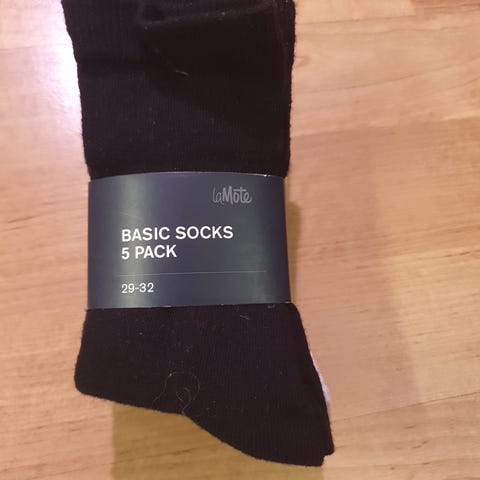 laMote
BASIC SOCKS
5 PACK
29-32